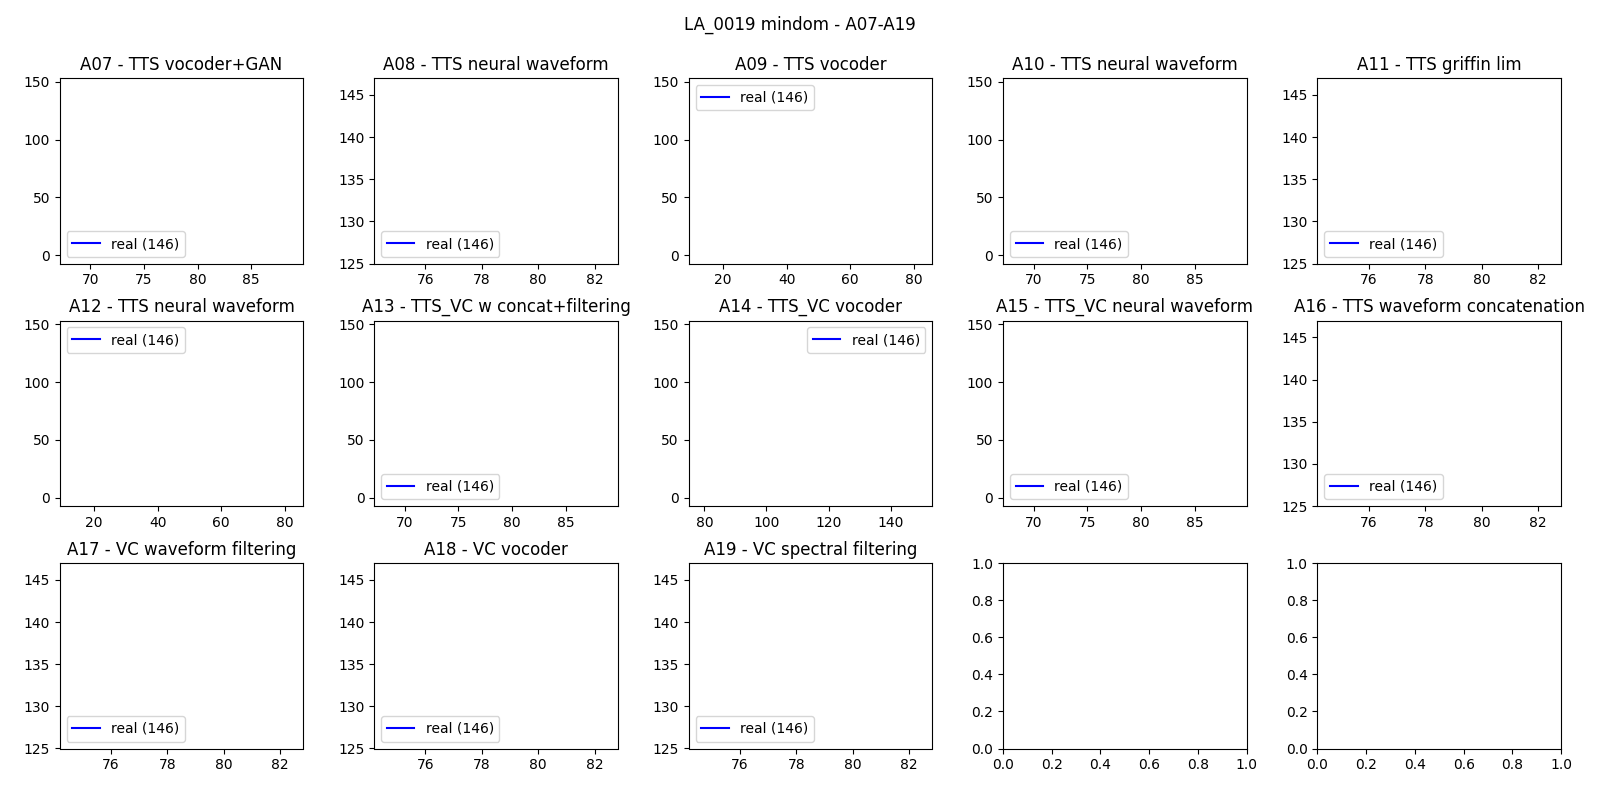 LA_0019 mindom - A07-A19
A07 - TTS vocoder+GAN
150
100
50
0
real (146)
70 75 80 85
A08 - TTS neural waveform
145
140
135
130
125
real (146)
76 78 80 82
A09 - TTS vocoder
150
100
50
0
real (146)
20 40 60 80
A10 - TTS neural waveform
150
100
50
0
real (146)
70 75 80 85
A11 - TTS griffin lim
145
140
135
130
125
real (146)
76 78 80 82
A12 - TTS neural waveform
150
100
50
0
real (146)
20 40 60 80
A13 - TTS_VC w concat+filtering
150
100
50
0
real (146)
70 75 80 85
A14 - TTS_VC vocoder
150
100
50
0
real (146)
80 100 120 140
A15 - TTS_VC neural waveform
150
100
50
0
real (146)
70 75 80 85
A16 - TTS waveform concatenation
145
140
135
130
125
real (146)
76 78 80 82
A17 - VC waveform filtering
145
140
135
130
125
real (146)
76 78 80 82
A18 - VC vocoder
145
140
135
130
125
real (146)
76 78 80 82
A19 - VC spectral filtering
145
140
135
130
125
real (146)
76 78 80 82
1.0
0.8
0.6
0.4
0.2
0.0
0.0 0.2 0.4 0.6 0.8 1.0
1.0
0.8
0.6
0.4
0.2
0.0
0.0 0.2 0.4 0.6 0.8 1.0